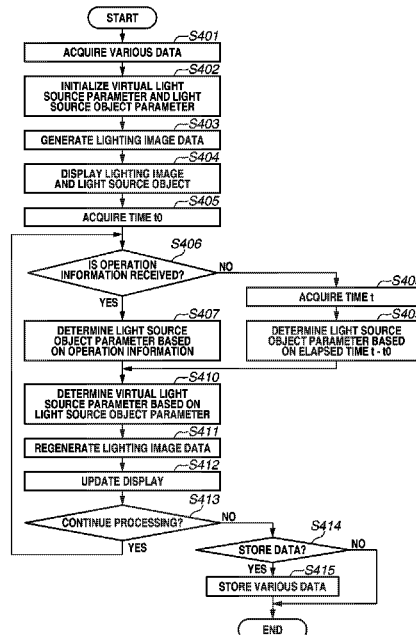 START
S401
ACQUIRE VARIOUS DATA
S402
INITIALIZE VIRTUAL LIGHT
SOURCE PARAMETER AND LIGHT
SOURCE OBJECT PARAMETER
S403
GENERATE LIGHTING IMAGE DATA
S404
DISPLAY LIGHTING IMAGE
AND LIGHT SOURCE OBJECT
S405
ACQUIRE TIME t0
S406
IS OPERATION
INFORMATION RECEIVED?
NO
YES
ACQUIRE TIME t
S407
DETERMINE LIGHT SOURCE
OBJECT PARAMETER BASED
ON OPERATION INFORMATION
DETERMINE LIGHT SOURCE
OBJECT PARAMETER BASED
ON ELAPSED TIME t - t0
S410
DETERMINE VIRTUAL LIGHT
SOURCE PARAMETER BASED ON
LIGHT SOURCE OBJECT PARAMETER
S411
REGENERATE LIGHTING IMAGE DATA
S412
UPDATE DISPLAY
S413
CONTINUE PROCESSING?
NO
YES
S414
STORE DATA?
NO
YES
S415
STORE VARIOUS DATA
END